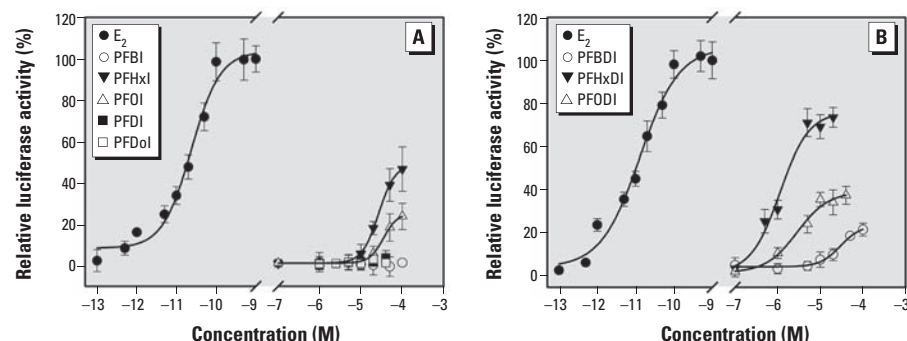 A
Relative luciferase activity (%)
120
100
80
60
40
20
0
E2
PFBI
PFHxI
PFOI
PFDI
PFDoI
–13 –12 –11 –10 –9 –7 –6 –5 –4
Concentration (M)
B
Relative luciferase activity (%)
120
100
80
60
40
20
0
E2
PFBDI
PFHxDI
PFODI
–13 –12 –11 –10 –9 –7 –6 –5 –4
Concentration (M)